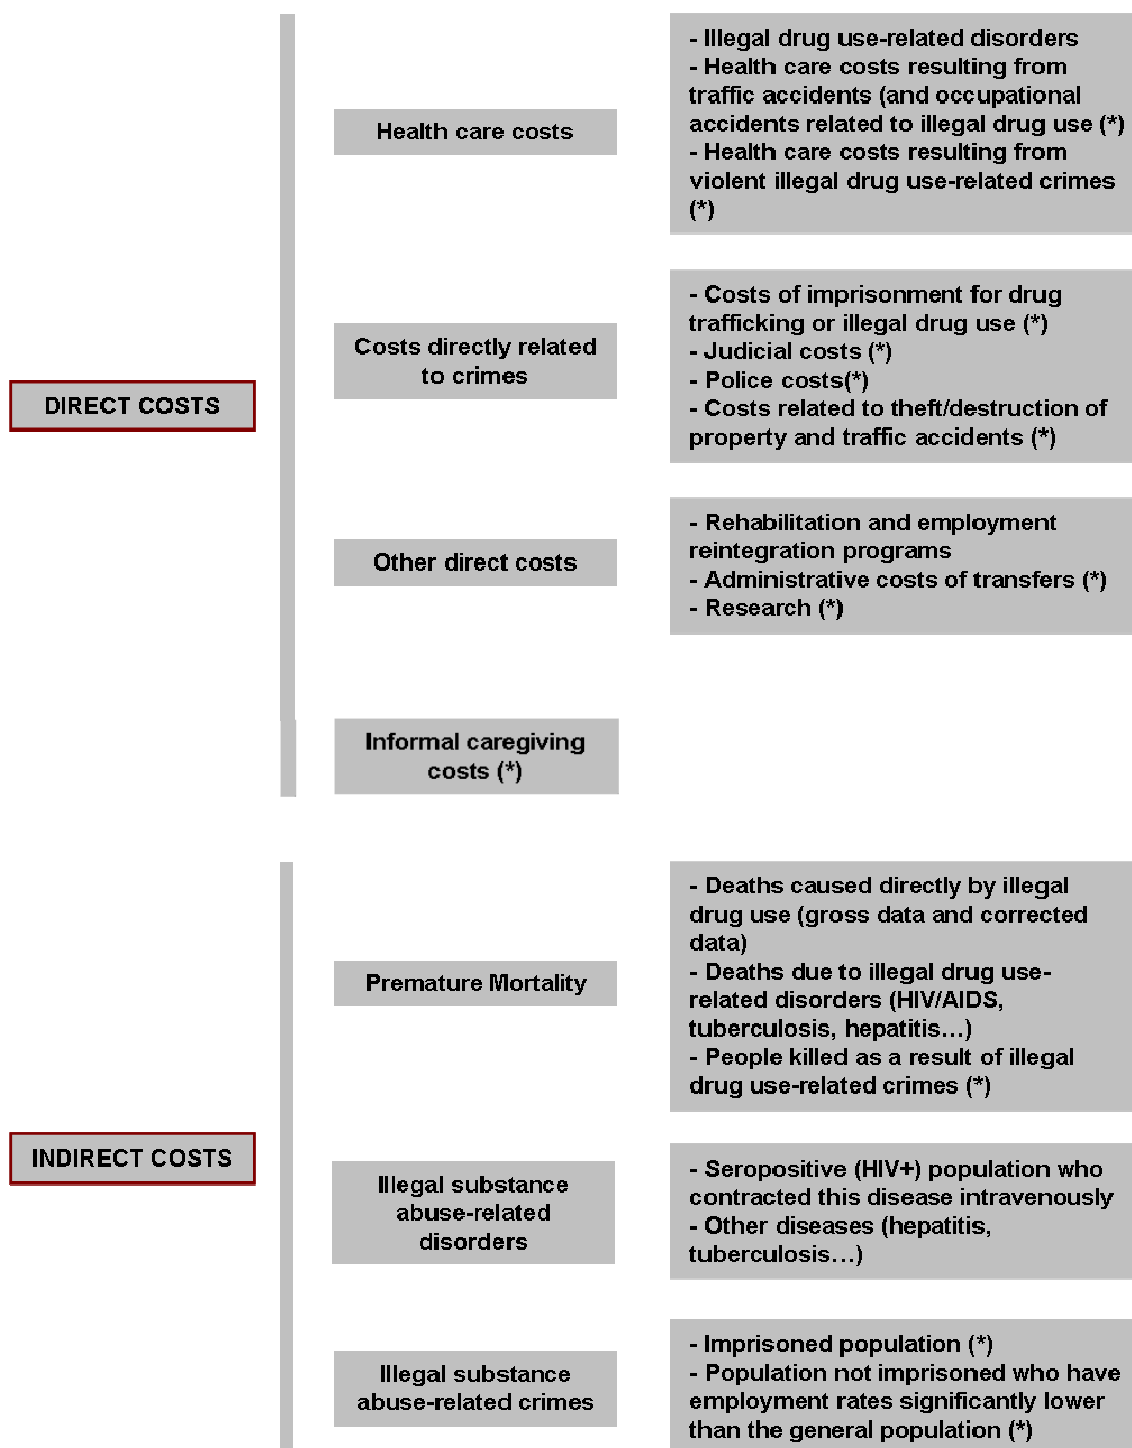 DIRECT COSTS
Health care costs
- Illegal drug use-related disorders
- Health care costs resulting from
traffic accidents (and occupational
accidents related to illegal drug use (*)
- Health care costs resulting from
violent illegal drug use-related crimes
(*)
Costs directly related
to crimes
- Costs of imprisonment for drug
trafficking or illegal drug use (*)
- Judicial costs (*)
- Police costs(*)
- Costs related to theft/destruction of
property and traffic accidents (*)
Other direct costs
- Rehabilitation and employment
reintegration programs
- Administrative costs of transfers (*)
- Research (*)
Informal caregiving
costs (*)
INDIRECT COSTS
Premature Mortality
- Deaths caused directly by illegal
drug use (gross data and corrected
data)
- Deaths due to illegal drug use-
related disorders (HIV/AIDS,
tuberculosis, hepatitis…)
- People killed as a result of illegal
drug use-related crimes (*)
Illegal substance
abuse-related
disorders
- Seropositive (HIV+) population who
contracted this disease intravenously
- Other diseases (hepatitis,
tuberculosis…)
Illegal substance
abuse-related crimes
- Imprisoned population (*)
- Population not imprisoned who have
employment rates significantly lower
than the general population (*)